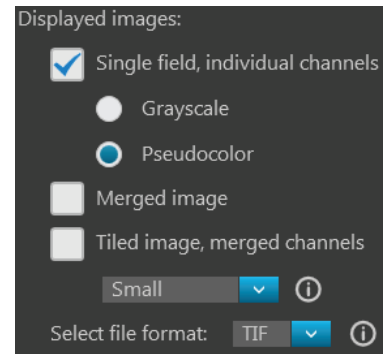 Displayed images:
Single field, individual channels
Grayscale
Pseudocolor
Merged image
Tiled image, merged channels
Small
Select file format: TIF